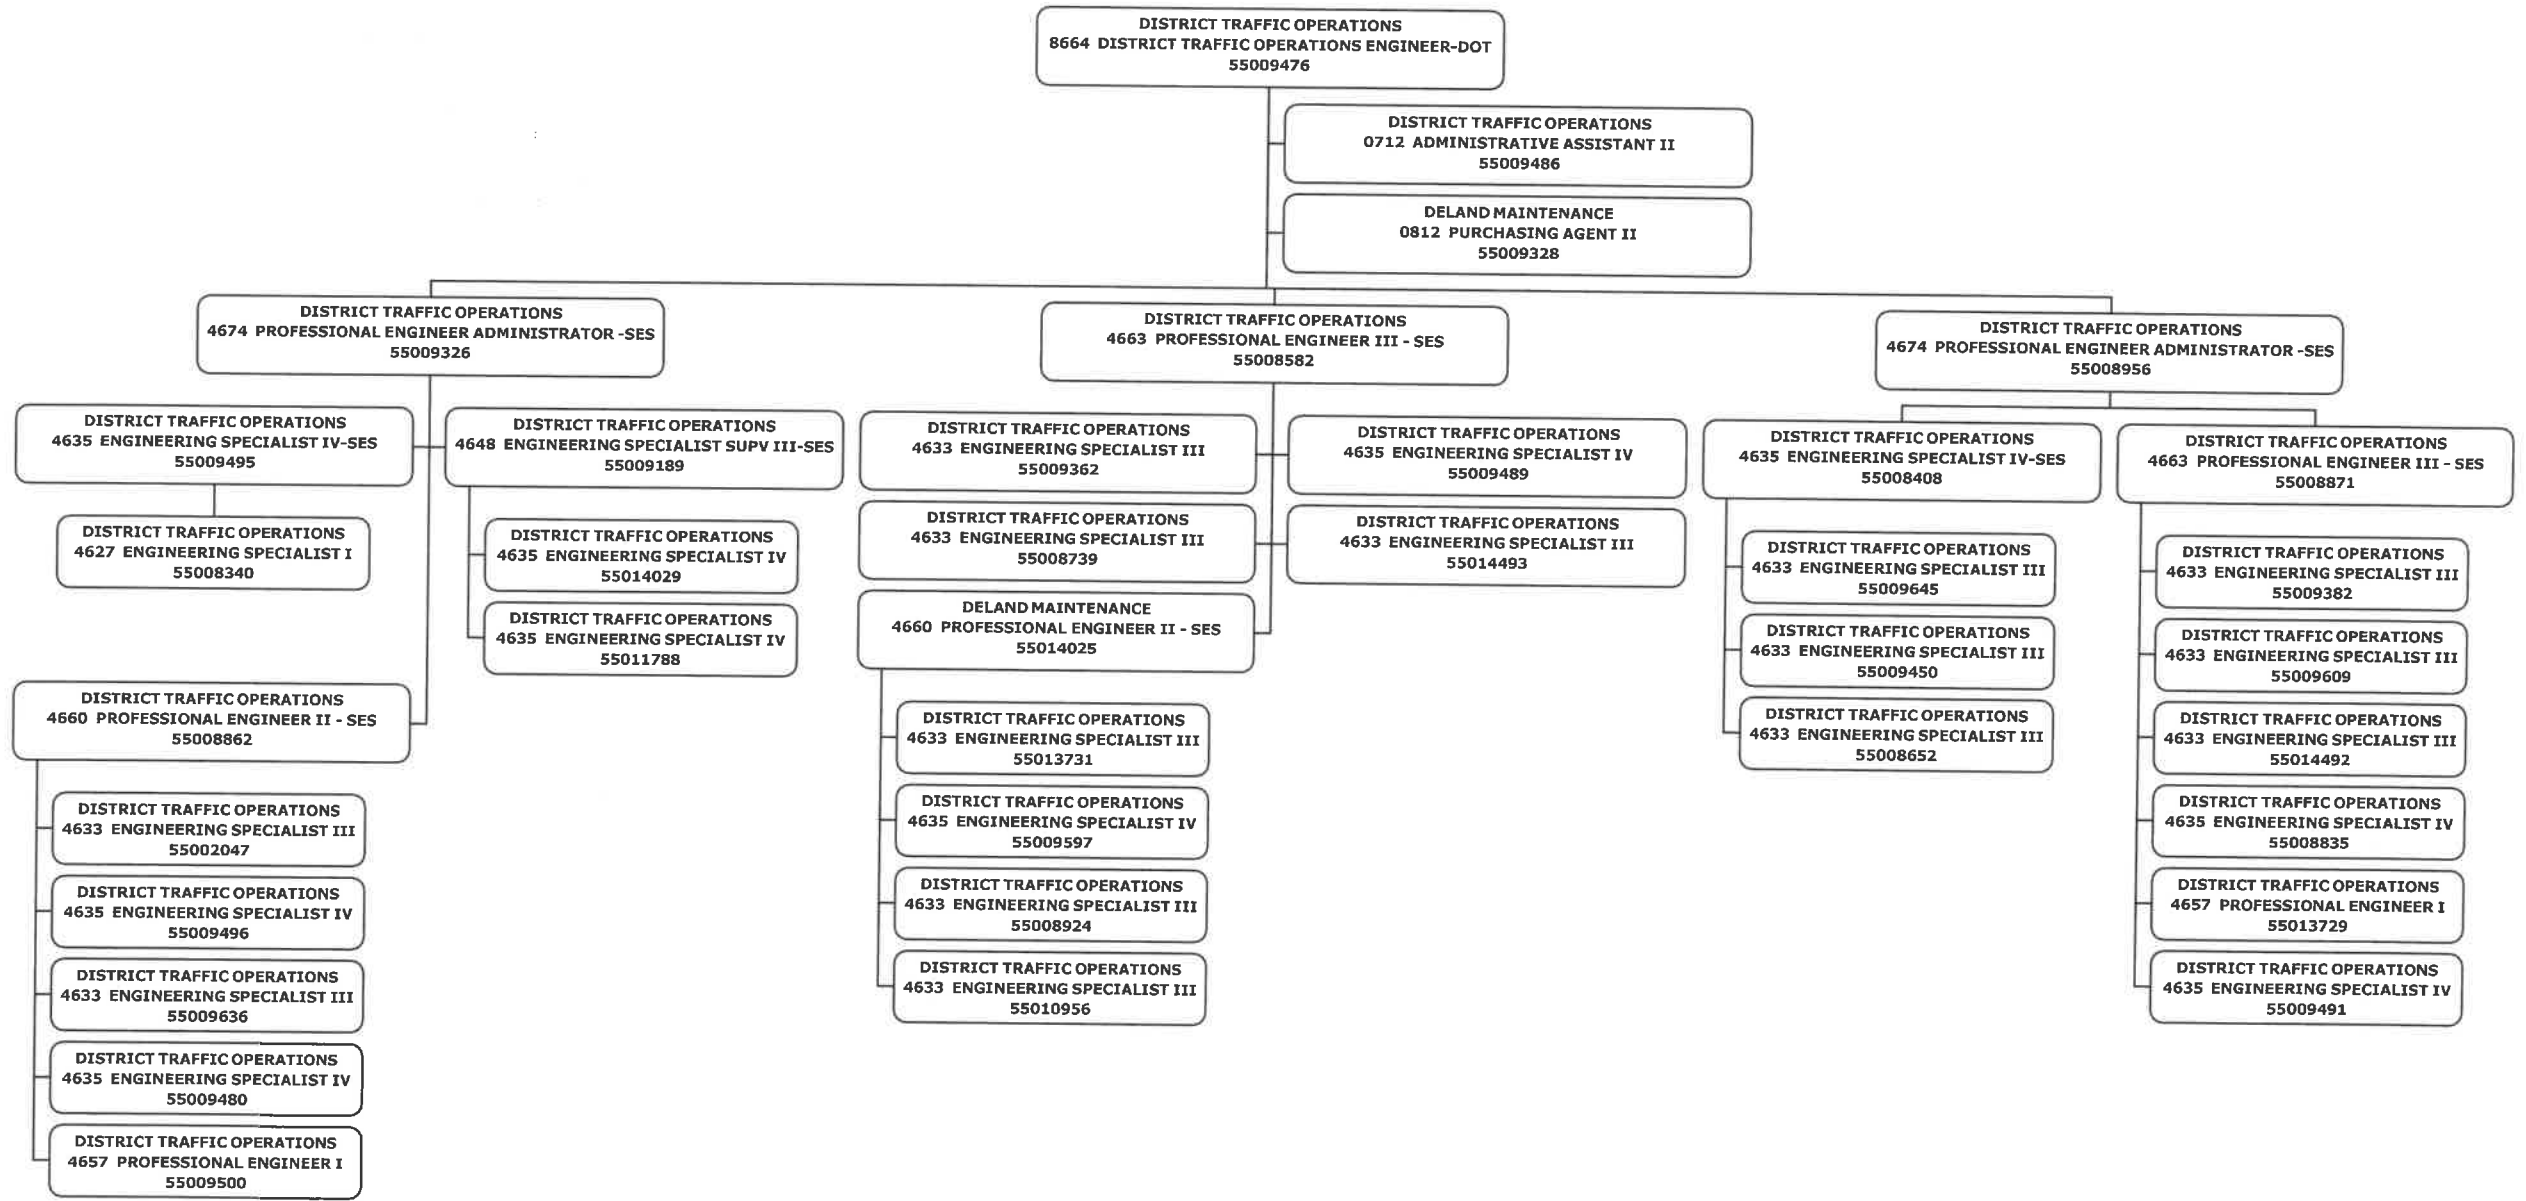 DISTRICT TRAFFIC OPERATIONS
8664 DISTRICT TRAFFIC OPERATIONS ENGINEER-DOT
55009476
DISTRICT TRAFFIC OPERATIONS
0712 ADMINISTRATIVE ASSISTANT II
55009486
DELAND MAINTENANCE
0812 PURCHASING AGENT II
55009328
DISTRICT TRAFFIC OPERATIONS
4674 PROFESSIONAL ENGINEER ADMINISTRATOR -SES
55009326
DISTRICT TRAFFIC OPERATIONS
4635 ENGINEERING SPECIALIST IV-SES
55009495
DISTRICT TRAFFIC OPERATIONS
4627 ENGINEERING SPECIALIST I
55008340
DISTRICT TRAFFIC OPERATIONS
4648 ENGINEERING SPECIALIST SUPV III-SES
55009189
DISTRICT TRAFFIC OPERATIONS
4635 ENGINEERING SPECIALIST IV
55014029
DISTRICT TRAFFIC OPERATIONS
4635 ENGINEERING SPECIALIST IV
55011788
DISTRICT TRAFFIC OPERATIONS
4660 PROFESSIONAL ENGINEER II - SES
55008862
DISTRICT TRAFFIC OPERATIONS
4633 ENGINEERING SPECIALIST III
55002047
DISTRICT TRAFFIC OPERATIONS
4635 ENGINEERING SPECIALIST IV
55009496
DISTRICT TRAFFIC OPERATIONS
4633 ENGINEERING SPECIALIST III
55009636
DISTRICT TRAFFIC OPERATIONS
4635 ENGINEERING SPECIALIST IV
55009480
DISTRICT TRAFFIC OPERATIONS
4657 PROFESSIONAL ENGINEER I
55009500
DISTRICT TRAFFIC OPERATIONS
4663 PROFESSIONAL ENGINEER III - SES
55008582
DISTRICT TRAFFIC OPERATIONS
4633 ENGINEERING SPECIALIST III
55009362
DISTRICT TRAFFIC OPERATIONS
4635 ENGINEERING SPECIALIST IV
55009489
DISTRICT TRAFFIC OPERATIONS
4633 ENGINEERING SPECIALIST III
55008739
DISTRICT TRAFFIC OPERATIONS
4633 ENGINEERING SPECIALIST III
55014493
DELAND MAINTENANCE
4660 PROFESSIONAL ENGINEER II - SES
55014025
DISTRICT TRAFFIC OPERATIONS
4633 ENGINEERING SPECIALIST III
55013731
DISTRICT TRAFFIC OPERATIONS
4635 ENGINEERING SPECIALIST IV
55009597
DISTRICT TRAFFIC OPERATIONS
4633 ENGINEERING SPECIALIST III
55008924
DISTRICT TRAFFIC OPERATIONS
4633 ENGINEERING SPECIALIST III
55010956
DISTRICT TRAFFIC OPERATIONS
4674 PROFESSIONAL ENGINEER ADMINISTRATOR -SES
55008956
DISTRICT TRAFFIC OPERATIONS
4635 ENGINEERING SPECIALIST IV-SES
55008408
DISTRICT TRAFFIC OPERATIONS
4633 ENGINEERING SPECIALIST III
55009645
DISTRICT TRAFFIC OPERATIONS
4633 ENGINEERING SPECIALIST III
55009450
DISTRICT TRAFFIC OPERATIONS
4633 ENGINEERING SPECIALIST III
55008652
DISTRICT TRAFFIC OPERATIONS
4663 PROFESSIONAL ENGINEER III - SES
55008871
DISTRICT TRAFFIC OPERATIONS
4633 ENGINEERING SPECIALIST III
55009382
DISTRICT TRAFFIC OPERATIONS
4633 ENGINEERING SPECIALIST III
55009609
DISTRICT TRAFFIC OPERATIONS
4633 ENGINEERING SPECIALIST III
55014492
DISTRICT TRAFFIC OPERATIONS
4635 ENGINEERING SPECIALIST IV
55008835
DISTRICT TRAFFIC OPERATIONS
4657 PROFESSIONAL ENGINEER I
55013729
DISTRICT TRAFFIC OPERATIONS
4635 ENGINEERING SPECIALIST IV
55009491